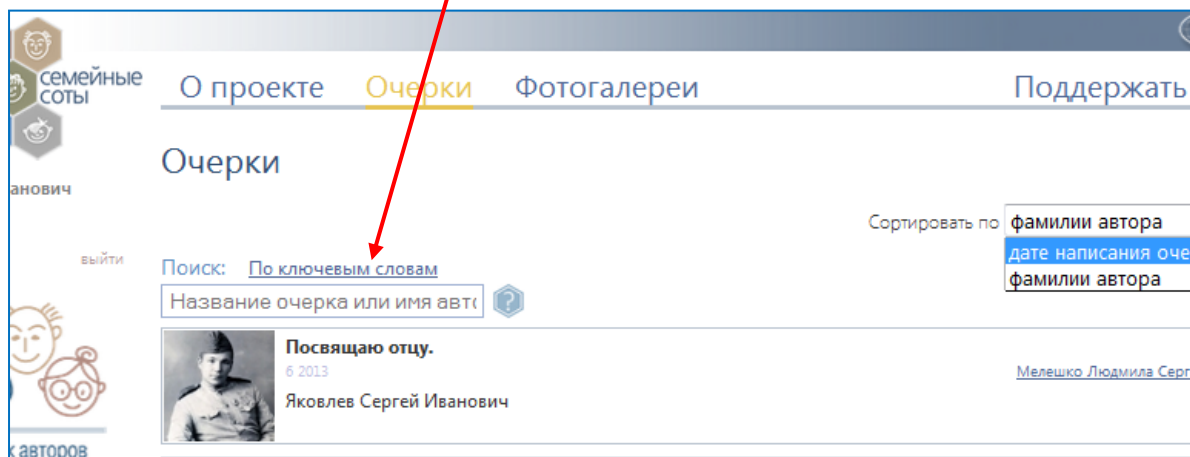 семейные
соты
О проекте Очерки Фотогалереи Поддержать
Очерки
анович
Сортировать по фамилии автора
дате написания оче
фамилии автора
выйти
Поиск: По ключевым словам
Название очерка или имя авто
Посвящаю отцу.
6 2013
Мелешко Людмила Серг
Яковлев Сергей Иванович
к авторов